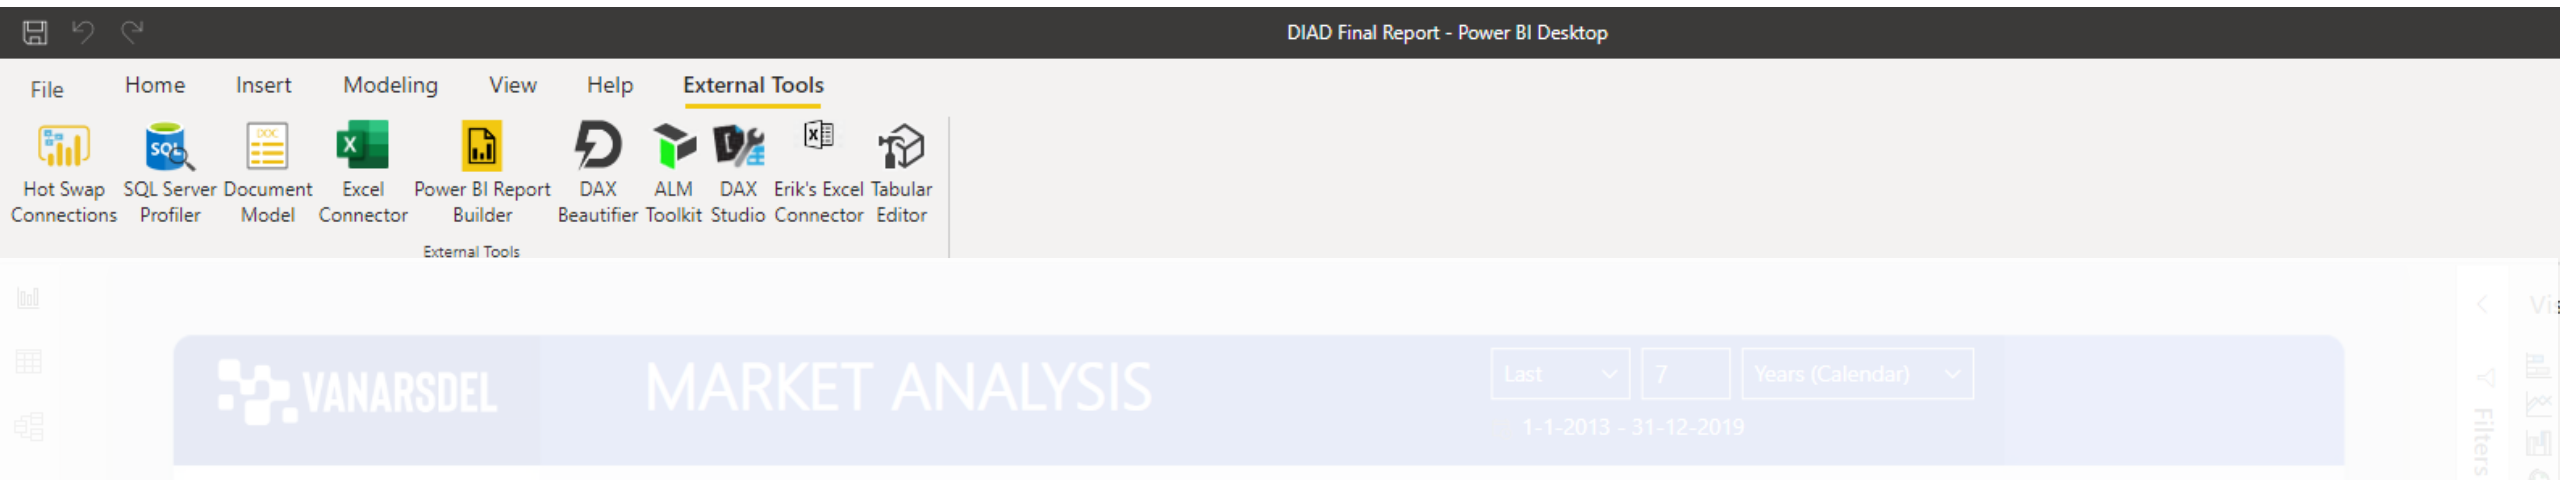 DIAD Final Report - Power BI Desktop
File Home Insert Modeling View Help External Tools
DOC
SQL
Hot Swap Connections
SQL Server Profiler
Document Model
Excel Connector
Power BI Report Builder
DAX Beautifier
ALM Toolkit
DAX Studio
Erik's Excel Connector
Tabular Editor
External Tools
VANARSDEL
MARKET ANALYSIS
Last 7 Years (Calendar)
1-1-2013 - 31-12-2019
Filters